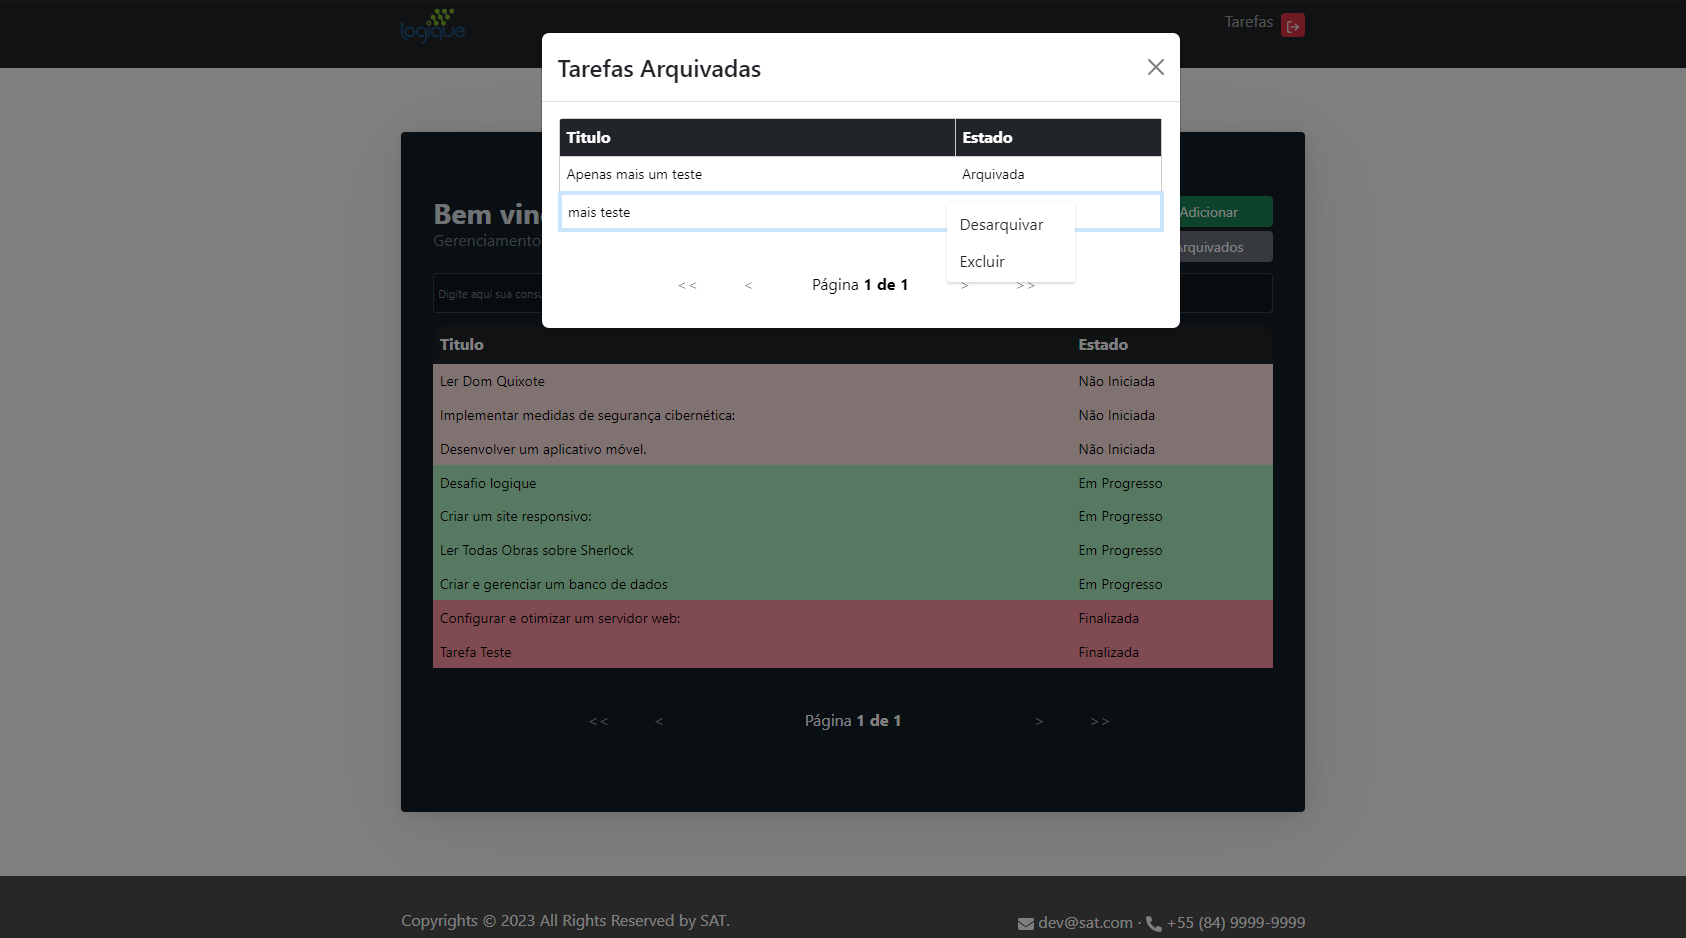 logique
Tarefas
Tarefas Arquivadas
Titulo Estado
Apenas mais um teste Arquivada
mais teste
Desarquivar
Excluir
<< < Página 1 de 1 > >>
Bem vin
Gerenciamento
Adicionar
Arquivados
Digite aqui sua consu
Titulo Estado
Ler Dom Quixote Não Iniciada
Implementar medidas de segurança cibernética: Não Iniciada
Desenvolver um aplicativo móvel. Não Iniciada
Desafio logique Em Progresso
Criar um site responsivo: Em Progresso
Ler Todas Obras sobre Sherlock Em Progresso
Criar e gerenciar um banco de dados Em Progresso
Configurar e otimizar um servidor web: Finalizada
Tarefa Teste Finalizada
<< < Página 1 de 1 > >>
Copyrights © 2023 All Rights Reserved by SAT.
dev@sat.com · +55 (84) 9999-9999